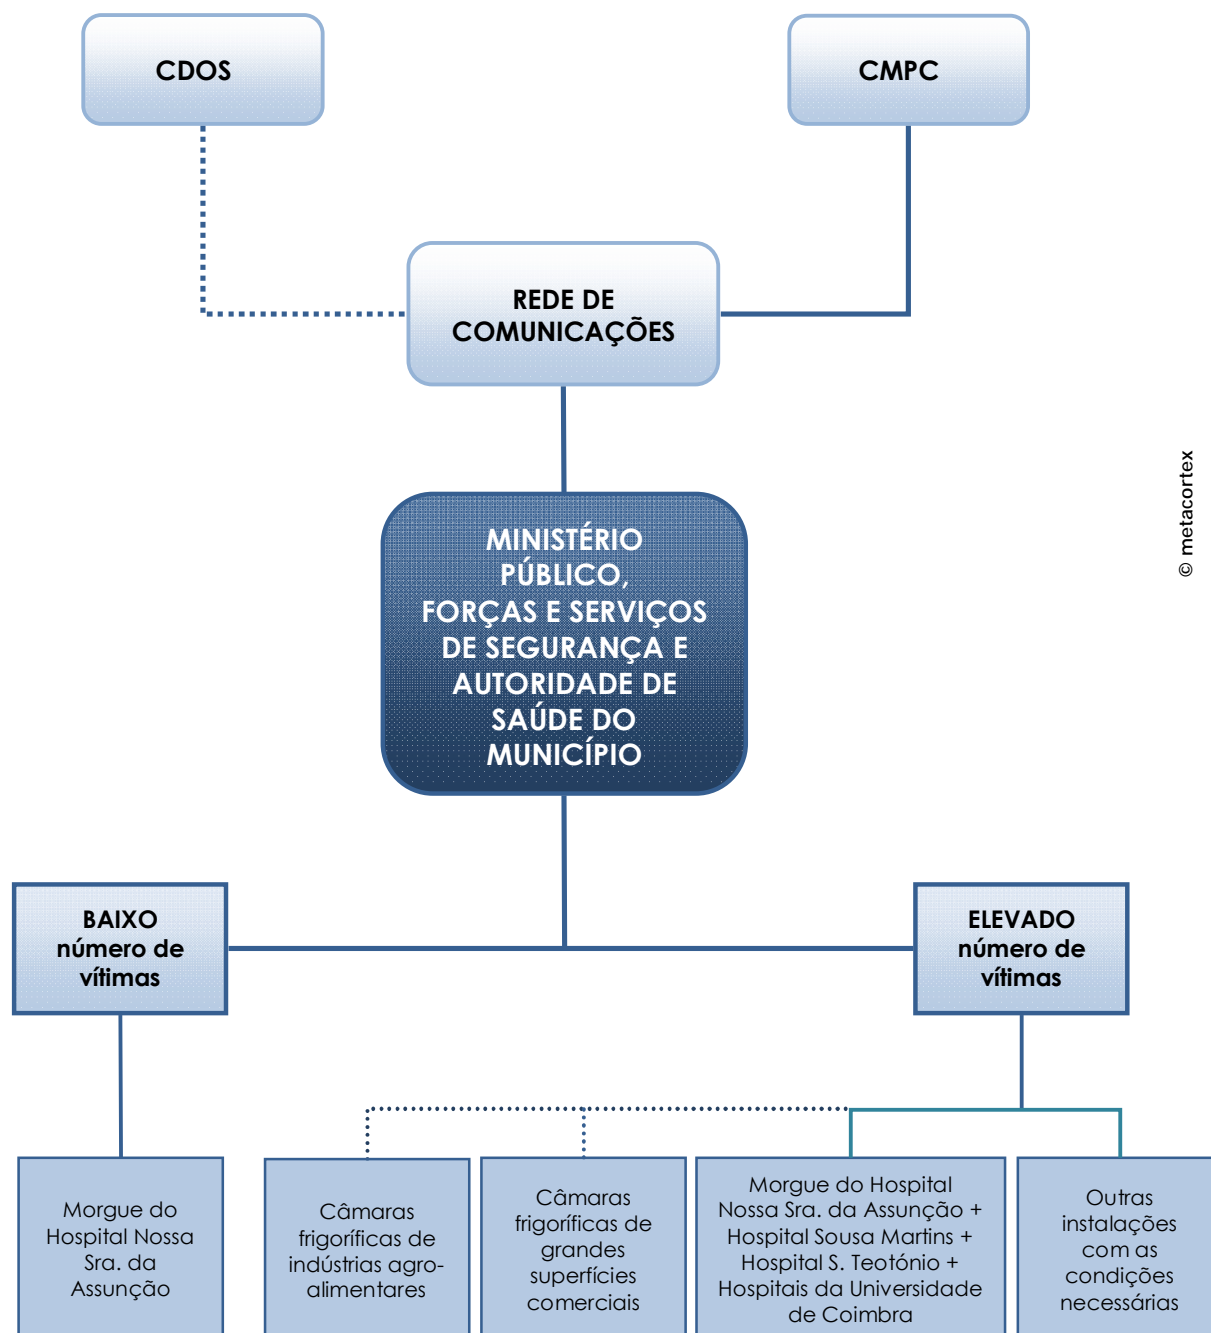 CDOS
CMPC
REDE DE
COMUNICAÇÕES
© metacortex
MINISTÉRIO
PÚBLICO,
FORÇAS E SERVIÇOS
DE SEGURANÇA E
AUTORIDADE DE
SAÚDE DO
MUNICÍPIO
BAIXO
número de
vítimas
ELEVADO
número de
vítimas
Morgue do
Hospital Nossa
Sra. da
Assunção
Câmaras
frigoríficas de
indústrias agro-
alimentares
Câmaras
frigoríficas de
grandes
superfícies
comerciais
Morgue do Hospital
Nossa Sra. da Assunção +
Hospital Sousa Martins +
Hospital S. Teotónio +
Hospitais da Universidade
de Coimbra
Outras
instalações
com as
condições
necessárias